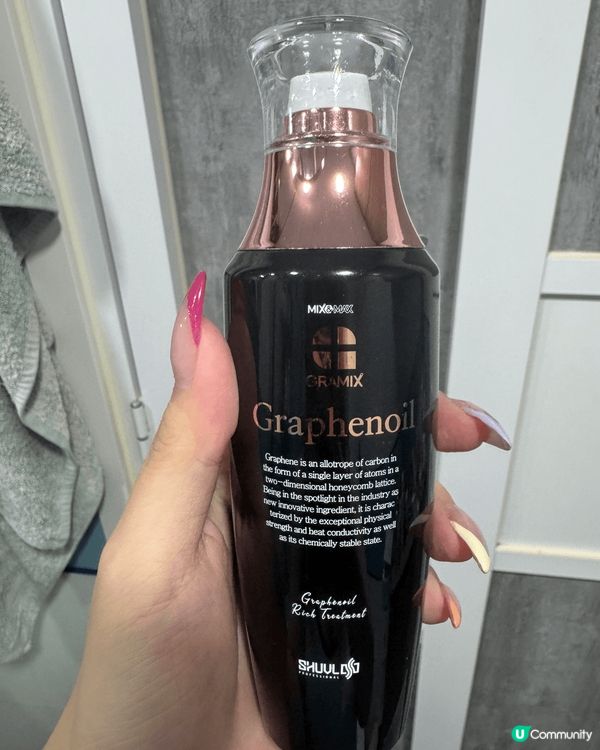 MIX&MAX
GRAMIX
Graphenoil
Graphene is an allotrope of carbon in
the form of a single layer of atoms in a
two-dimensional honeycomb lattice.
Being in the spotlight in the industry as
new innovative ingredient, it is charac
terized by the exceptional physical
strength and heat conductivity as well
as its chemically stable state.
Graphenoil
Rich Treatment
SHUUL
PROFESSIONAL
U Community